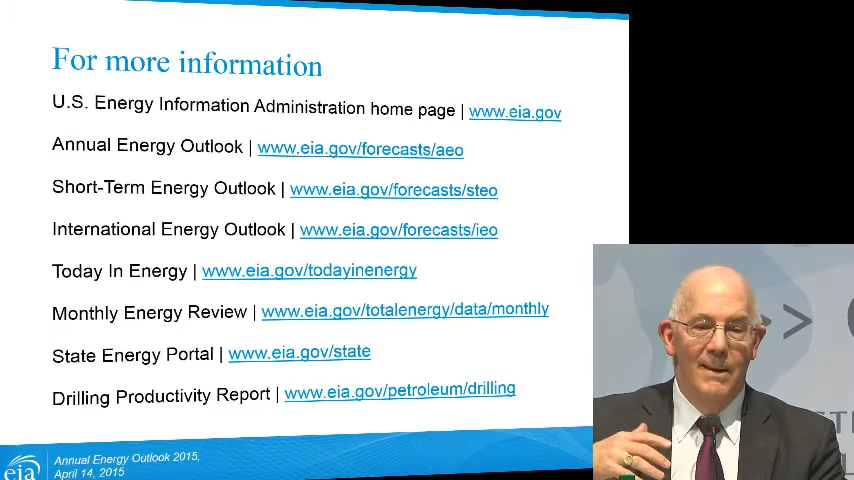 For more information
U.S. Energy Information Administration home page | www.eia.gov
Annual Energy Outlook | www.eia.gov/forecasts/aeo
Short-Term Energy Outlook | www.eia.gov/forecasts/steo
International Energy Outlook | www.eia.gov/forecasts/ieo
Today In Energy | www.eia.gov/todayinenergy
Monthly Energy Review | www.eia.gov/totalenergy/data/monthly
State Energy Portal | www.eia.gov/state
Drilling Productivity Report | www.eia.gov/petroleum/drilling
eia
Annual Energy Outlook 2015,
April 14, 2015